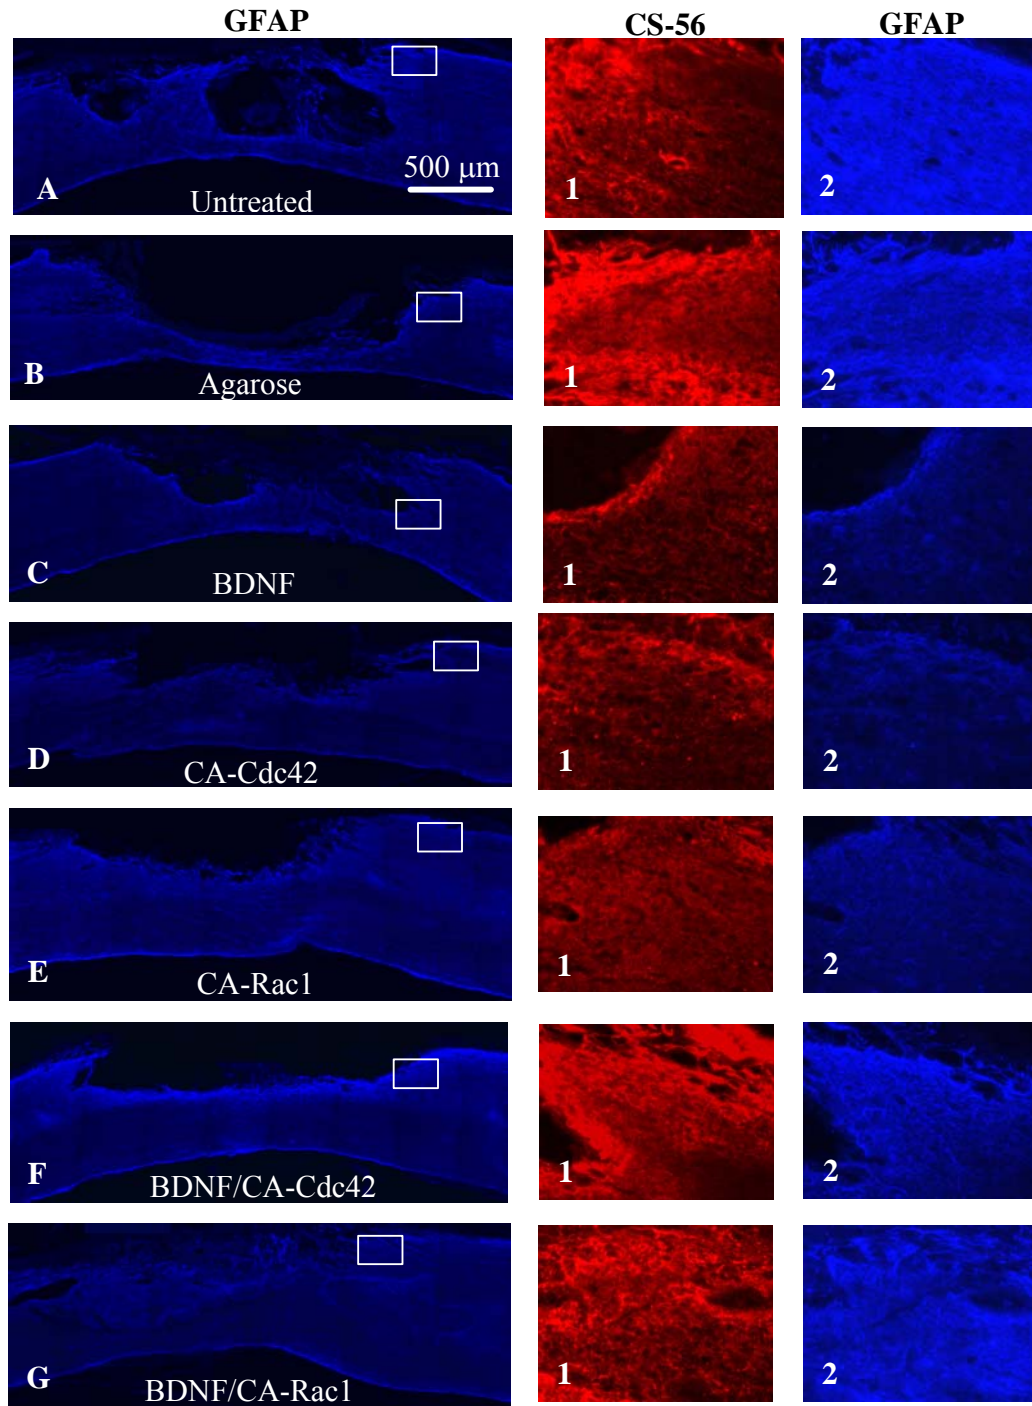 GFAP CS-56 GFAP
500 μm
A 1 2
Untreated
B 1 2
Agarose
C 1 2
BDNF
D 1 2
CA-Cdc42
E 1 2
CA-Rac1
F 1 2
BDNF/CA-Cdc42
G 1 2
BDNF/CA-Rac1